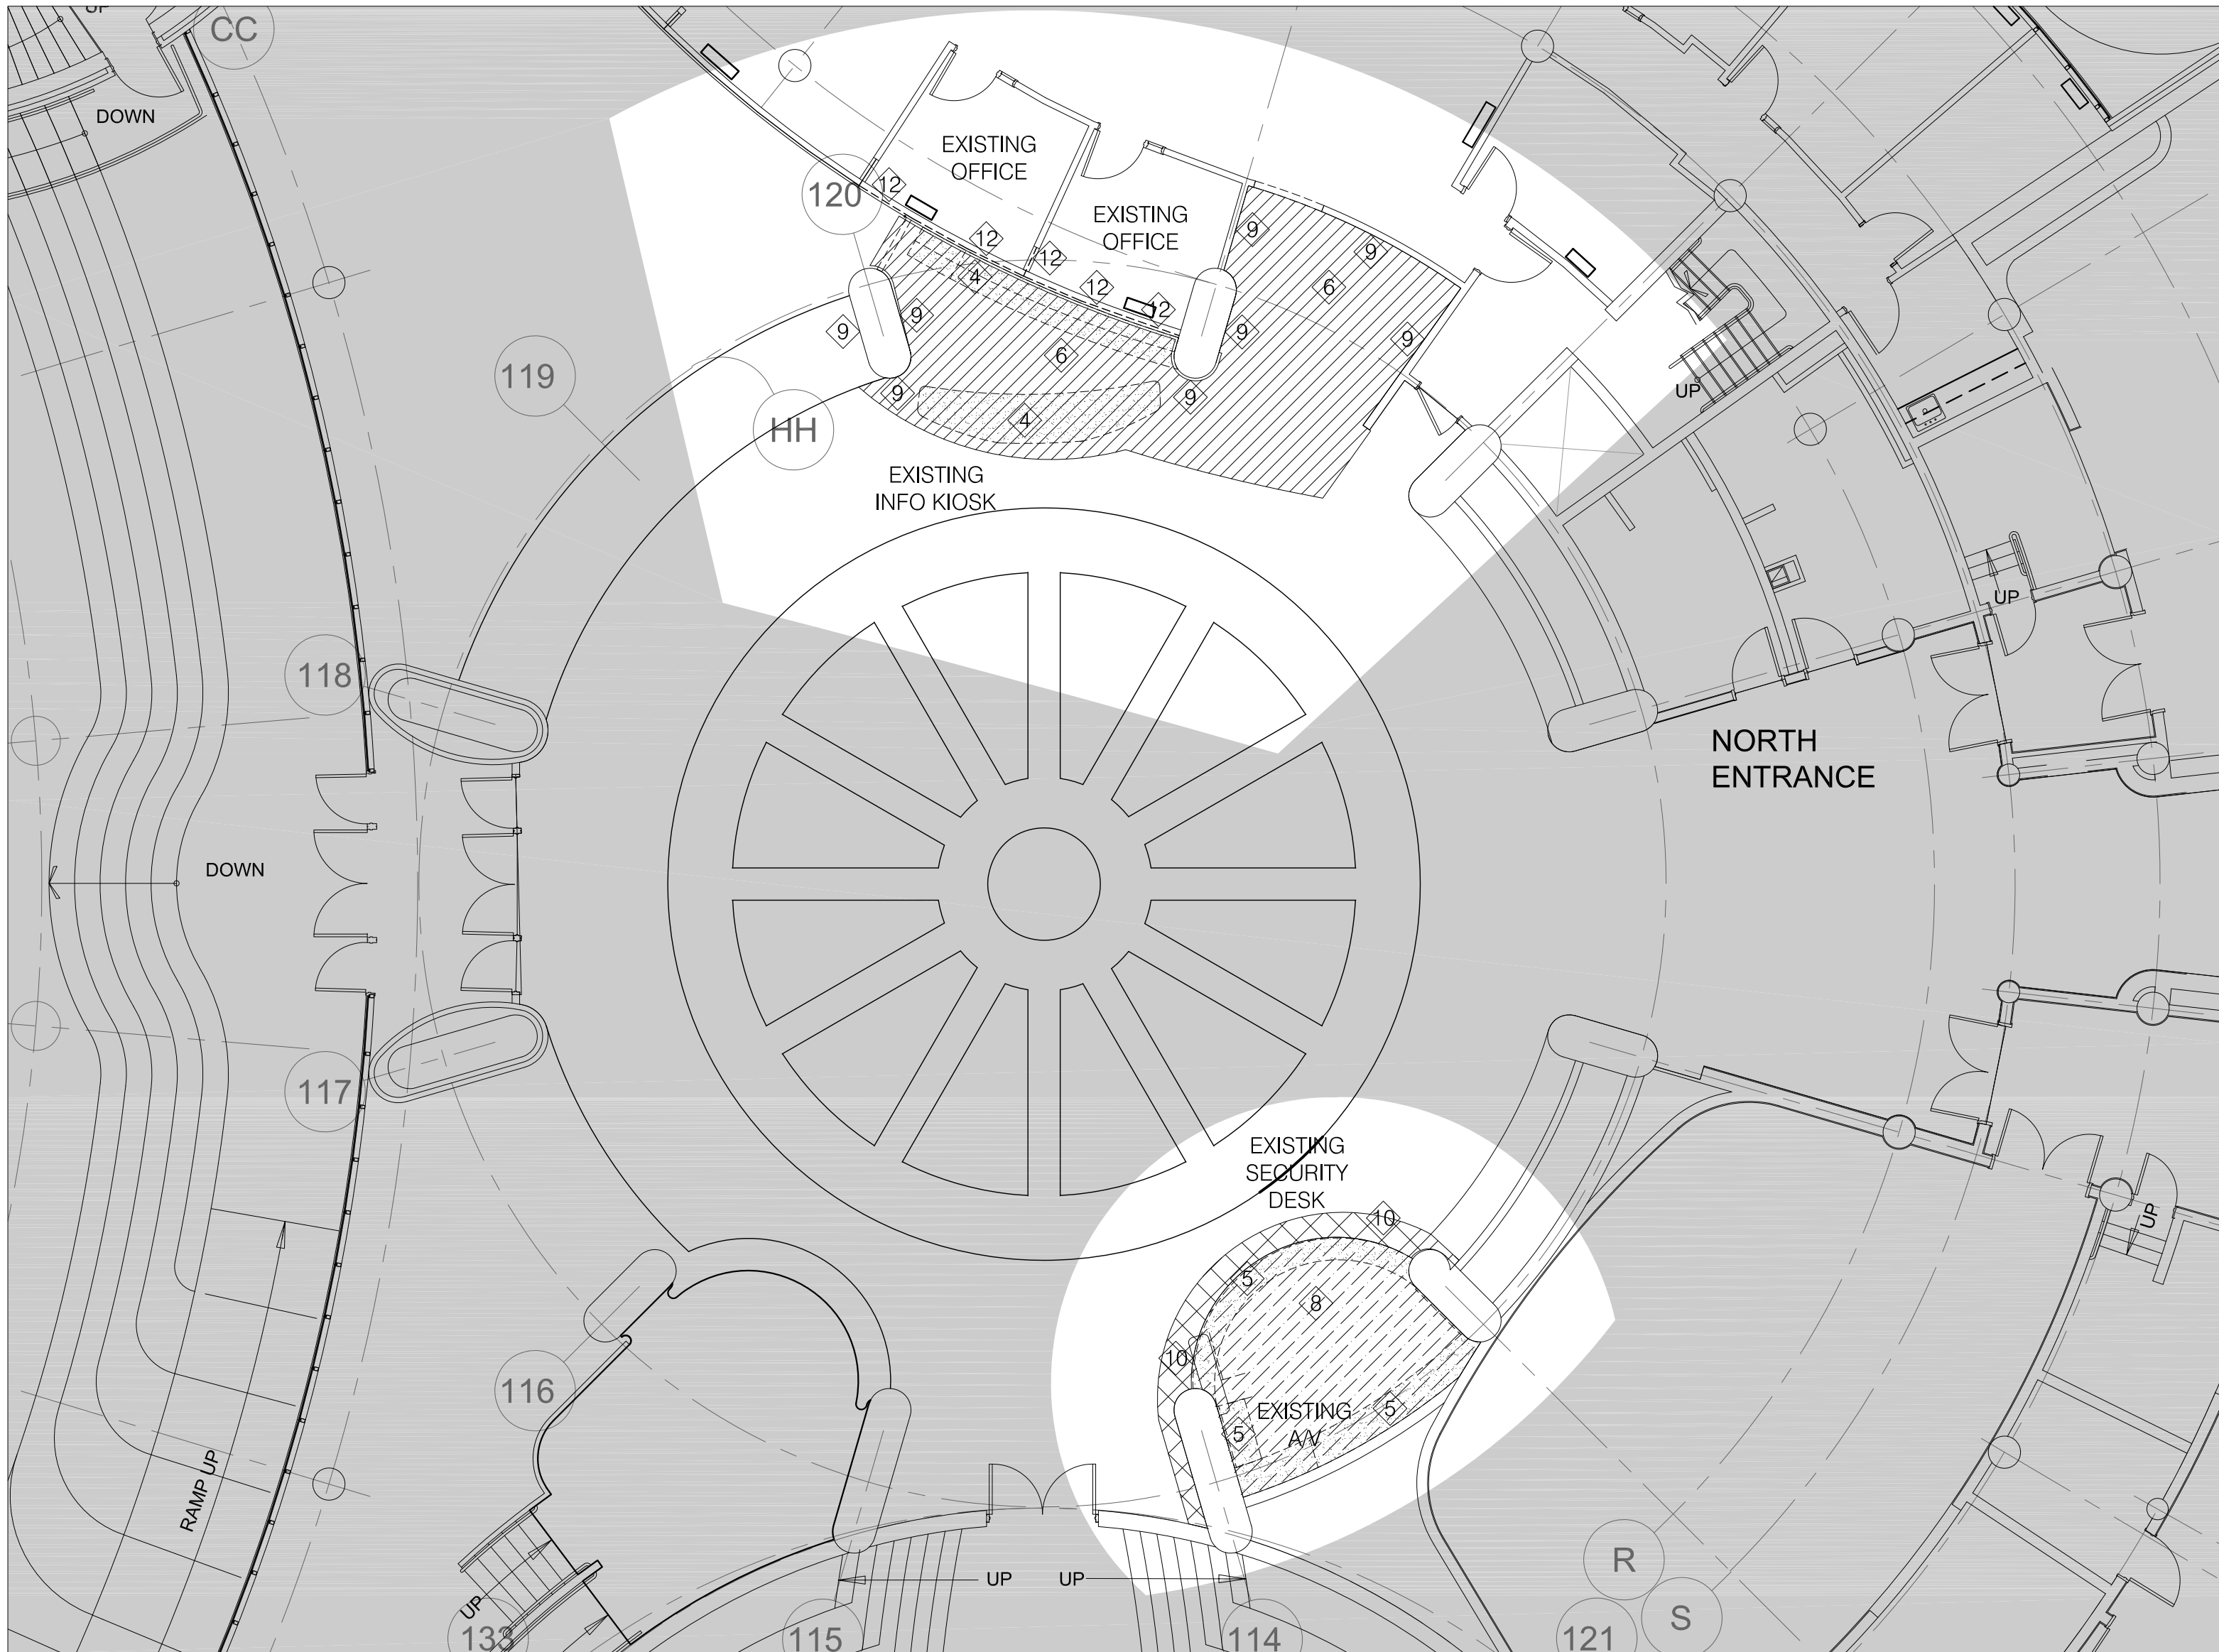 UP
CC
DOWN
EXISTING
OFFICE
120
12
EXISTING
OFFICE
9
12
12
9
4
12
6
12
9
9
9
9
6
119
9
9
4
UP
HH
EXISTING
INFO KIOSK
UP
118
NORTH
ENTRANCE
DOWN
117
EXISTING
SECURITY
DESK
10
UP
5
8
10
116
EXISTING
A/V
5
5
RAMP UP
R
UP
UP
UP
S
133
115
114
121